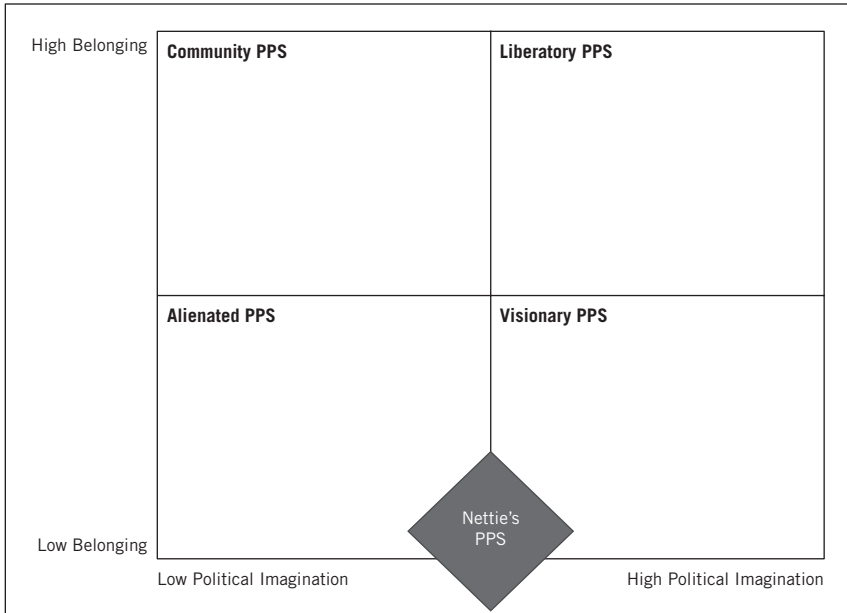 High Belonging
Community PPS
Liberatory PPS
Alienated PPS
Visionary PPS
Nettie's
PPS
Low Belonging
Low Political Imagination
High Political Imagination